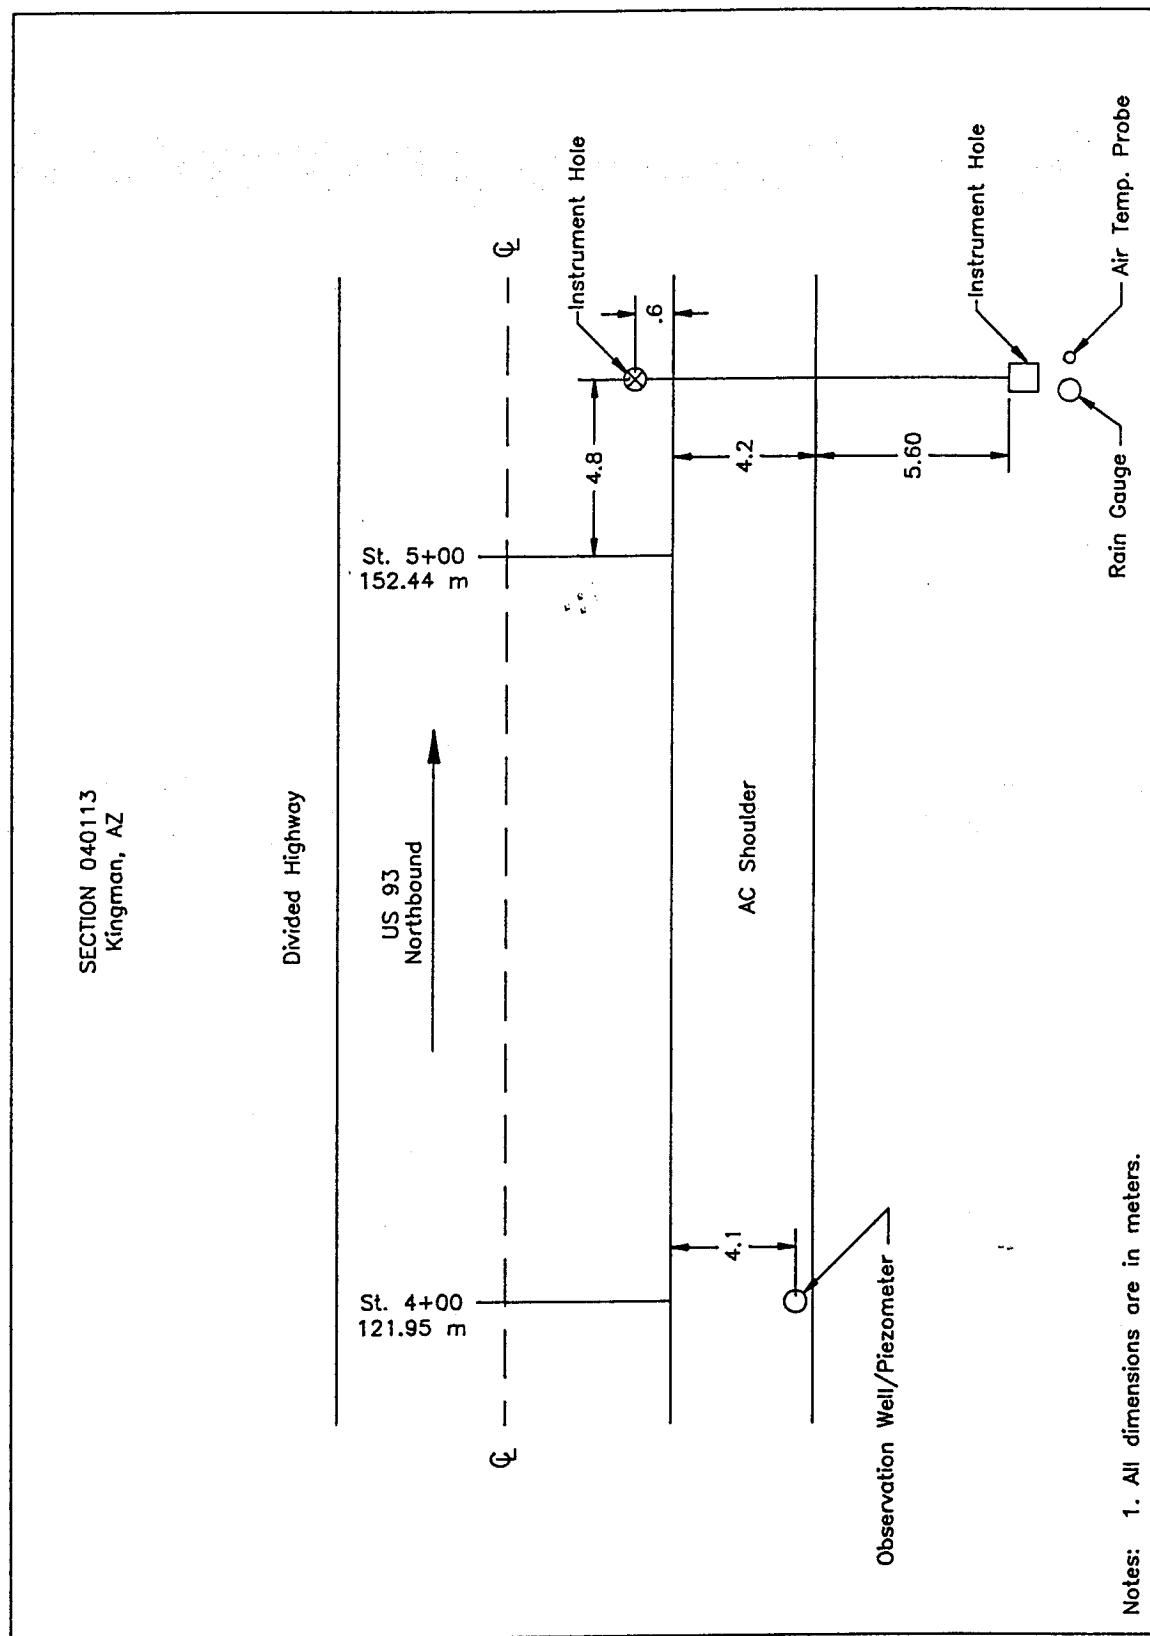 SECTION 040113
Kingman, AZ
Divided Highway
US 93
Northbound
St. 4+00
121.95 m
St. 5+00
152.44 m
℄
℄
Instrument Hole
.6
4.8
4.1
4.2
AC Shoulder
5.60
Observation Well/Piezometer
Instrument Hole
Rain Gauge
Air Temp. Probe
Notes: 1. All dimensions are in meters.